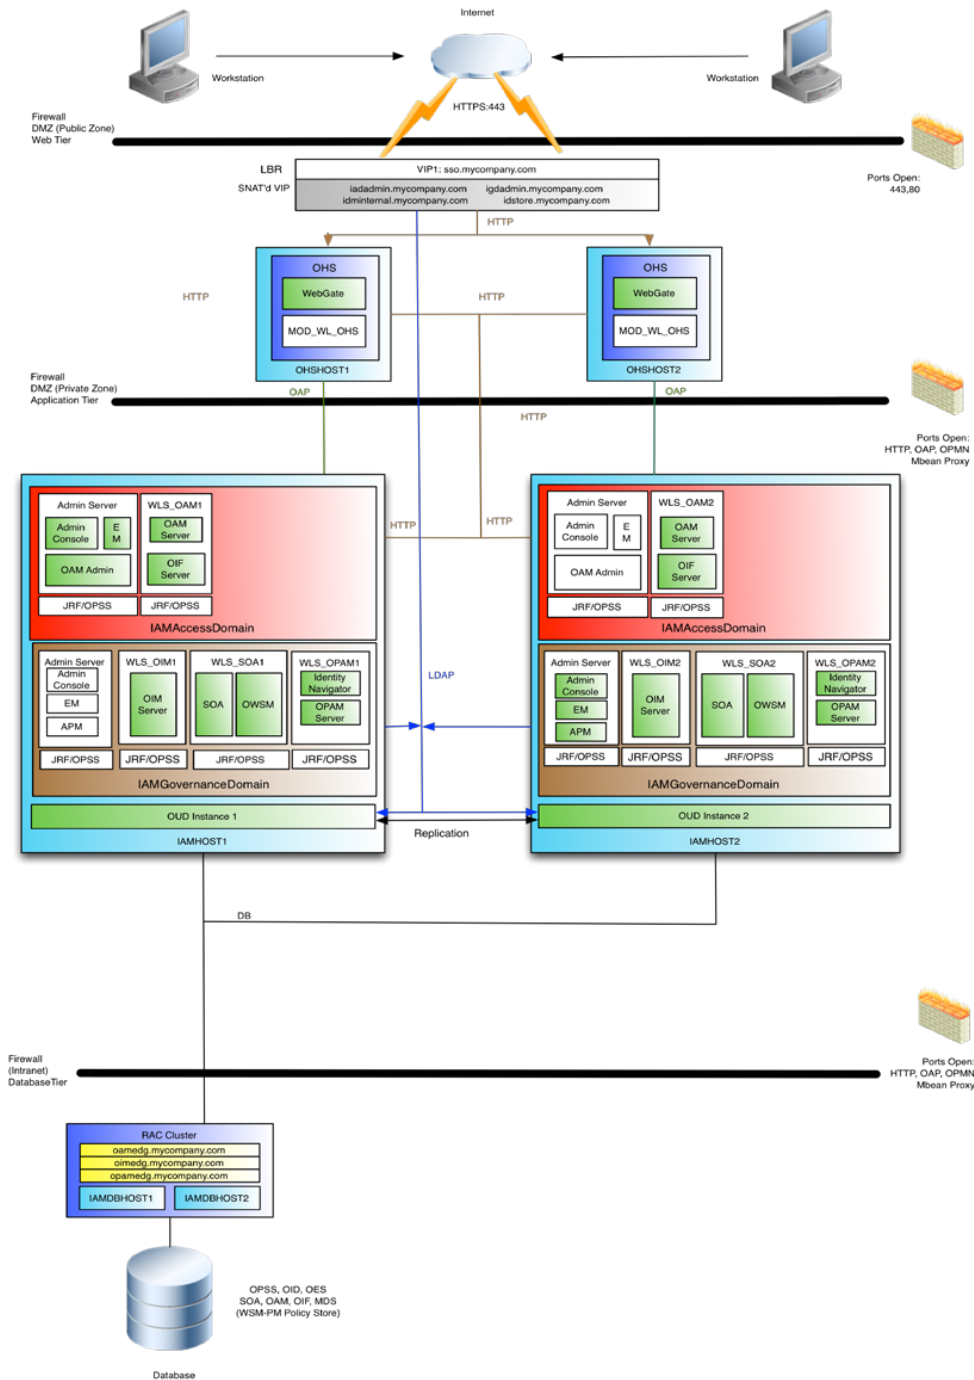 Internet
Workstation
Workstation
HTTPS:443
Firewall
DMZ (Public Zone)
Web Tier
Ports Open:
443,80
LBR
VIP1: sso.mycompany.com
SNAT'd VIP
iadadmin.mycompany.com igdadmin.mycompany.com
idminternal.mycompany.com idstore.mycompany.com
HTTP
OHS
WebGate
MOD_WL_OHS
OHSHOST1
OHS
WebGate
MOD_WL_OHS
OHSHOST2
HTTP
HTTP
Firewall
DMZ (Private Zone)
Application Tier
OAP
OAP
HTTP
Ports Open:
HTTP, OAP, OPMN
Mbean Proxy
Admin Server
Admin
Console
E
M
OAM Admin
JRF/OPSS
WLS_OAM1
OAM
Server
OIF
Server
JRF/OPSS
IAMAccessDomain
HTTP
HTTP
Admin Server
Admin
Console
E
M
OAM Admin
JRF/OPSS
WLS_OAM2
OAM
Server
OIF
Server
JRF/OPSS
IAMAccessDomain
Admin Server
Admin
Console
EM
APM
JRF/OPSS
WLS_OIM1
OIM
Server
JRF/OPSS
WLS_SOA1
SOA
OWSM
JRF/OPSS
WLS_OPAM1
Identity
Navigator
OPAM
Server
JRF/OPSS
IAMGovernanceDomain
LDAP
Admin Server
Admin
Console
EM
APM
JRF/OPSS
WLS_OIM2
OIM
Server
JRF/OPSS
WLS_SOA2
SOA
OWSM
JRF/OPSS
WLS_OPAM2
Identity
Navigator
OPAM
Server
JRF/OPSS
IAMGovernanceDomain
OUD Instance 1
IAMHOST1
Replication
OUD Instance 2
IAMHOST2
DB
Firewall
(Intranet)
DatabaseTier
Ports Open:
HTTP, OAP, OPMN
Mbean Proxy
RAC Cluster
oamedg.mycompany.com
oimedg.mycompany.com
opamedg.mycompany.com
IAMDBHOST1
IAMDBHOST2
OPSS, OID, OES
SOA, OAM, OIF, MDS
(WSM-PM Policy Store)
Database